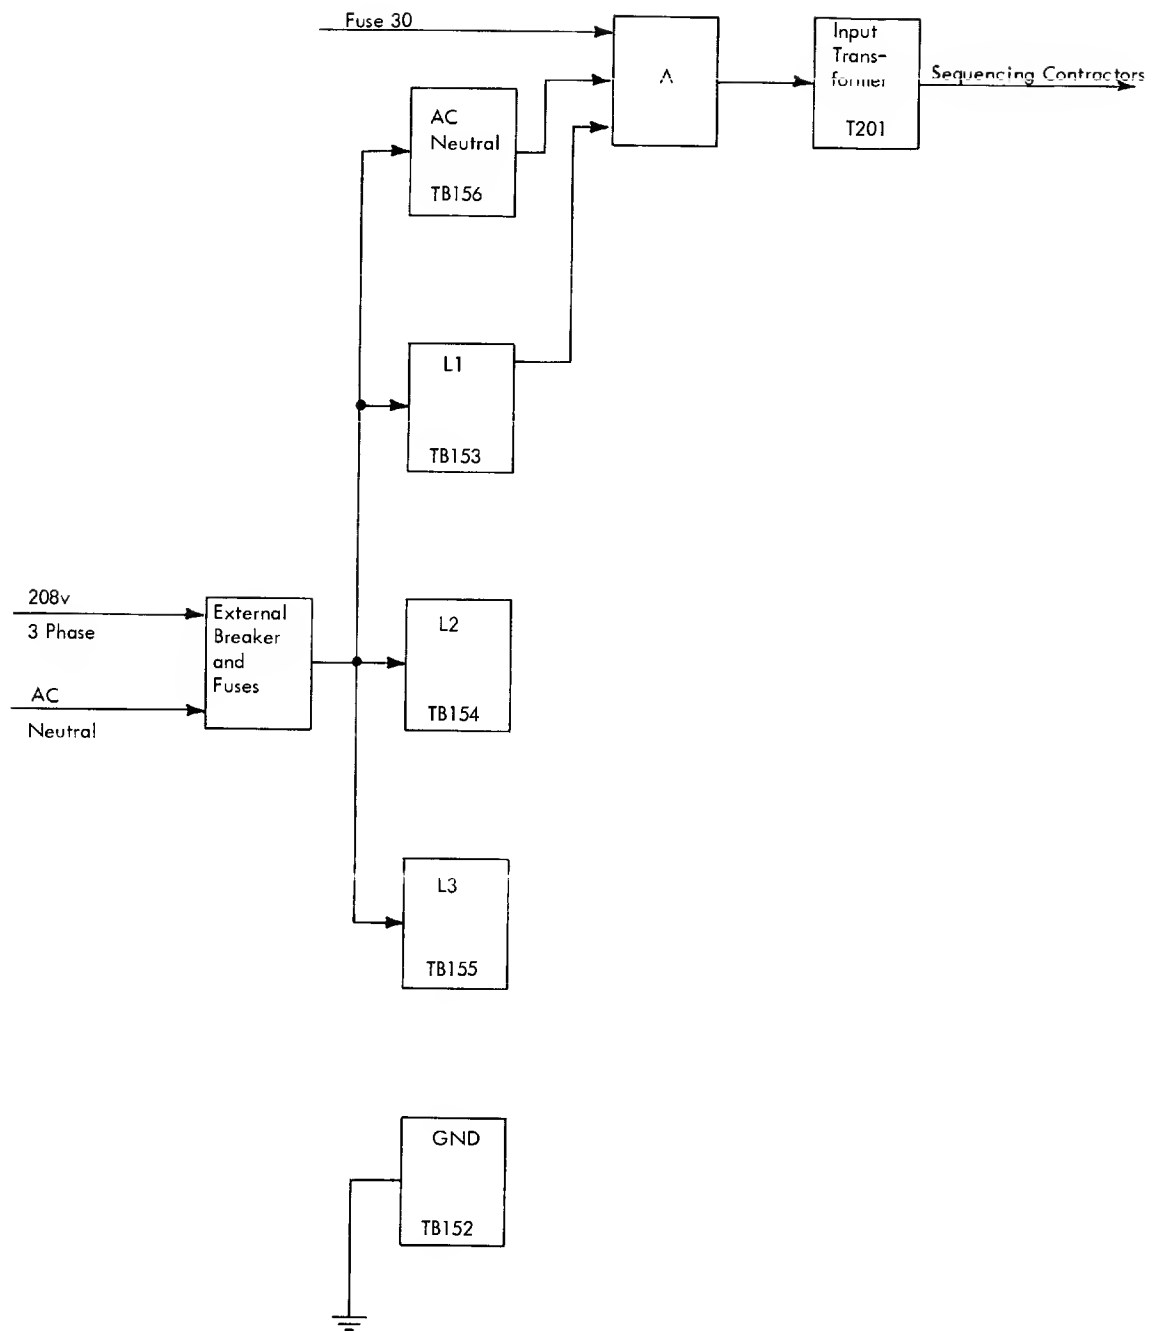 Fuse 30
A
Input
Trans-
former
T201
Sequencing Contractors
AC
Neutral
TB156
L1
TB153
208v
3 Phase
AC
Neutral
External
Breaker
and
Fuses
L2
TB154
L3
TB155
GND
TB152